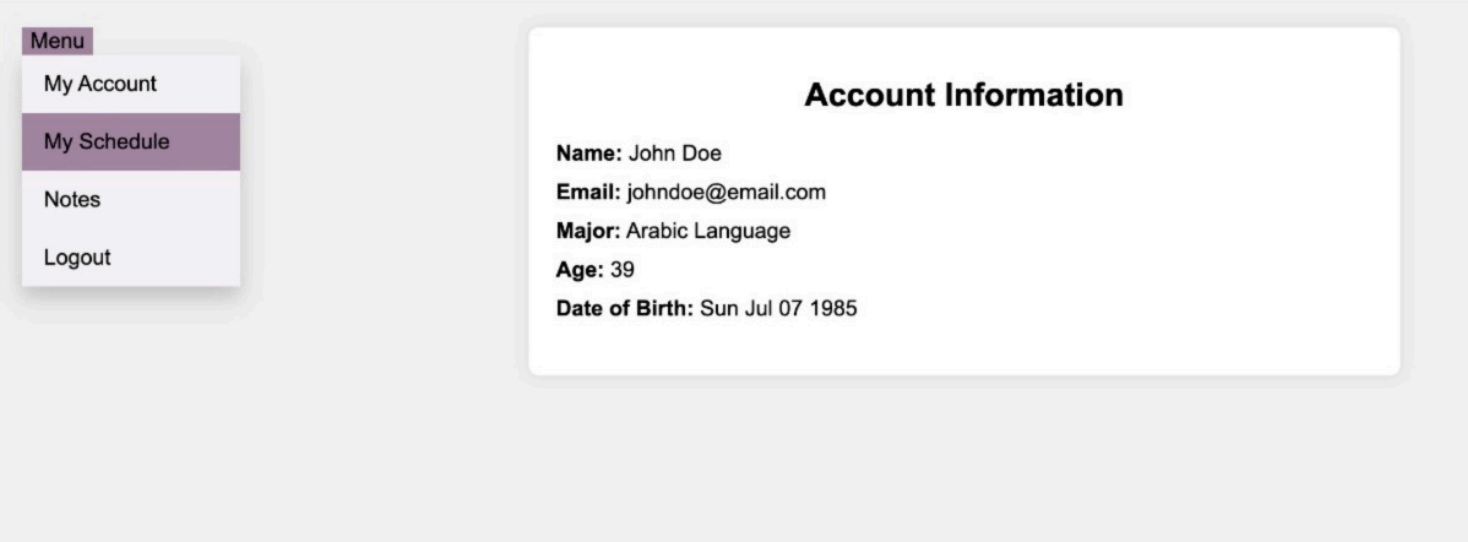 Menu
My Account
My Schedule
Notes
Logout
Account Information
Name: John Doe
Email: johndoe@email.com
Major: Arabic Language
Age: 39
Date of Birth: Sun Jul 07 1985